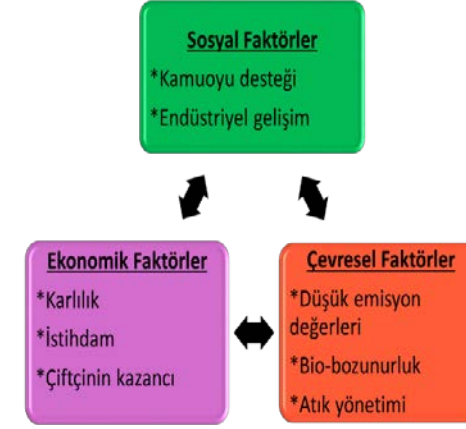 Sosyal Faktörler
*Kamuoyu desteği
*Endüstriyel gelişim
Ekonomik Faktörler
*Karlılık
*İstihdam
*Çiftçinin kazancı
Çevresel Faktörler
*Düşük emisyon
değerleri
*Bio-bozunurluk
*Atık yönetimi